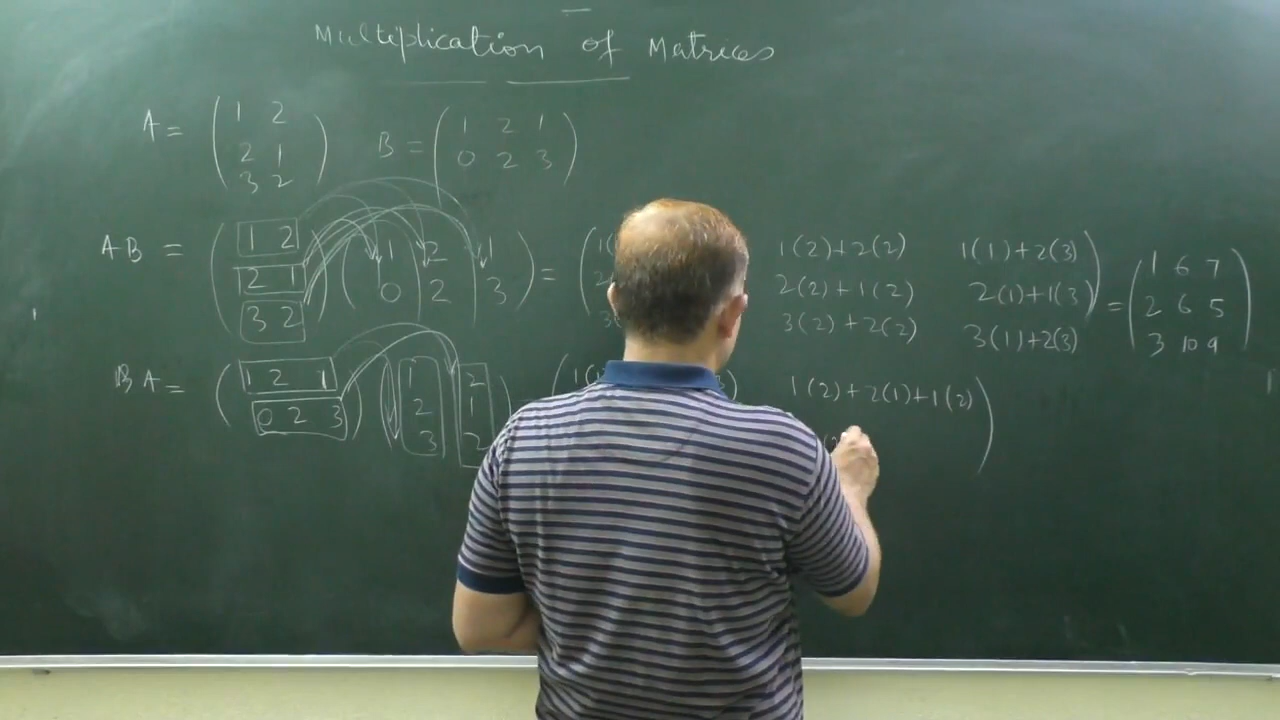 Multiplication of Matrices
A = ( 1 2 B = ( 1 2 1
2 1 0 2 3 )
3 2 )
AB = ( 1 2 ( 1 2 1 = ( 1( 1(2)+2(2) 1(1)+2(3) ) = ( 1 6 7
2 1 0 2 3 ) 2 2(2)+1(2) 2(1)+1(3) 2 6 5
3 2 ) 3 3(2)+2(2) 3(1)+2(3) 3 10 9 )
BA = ( 1 2 1 ( 1 2 ) ( 1( ) 1(2)+2(1)+1(2) )
0 2 3 ) 2 1
3 2